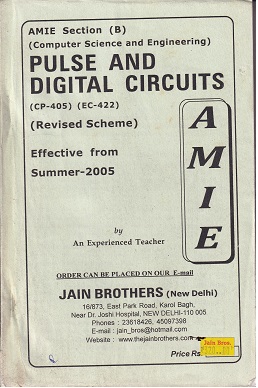 AMIE Section (B)
(Computer Science and Engineering)
PULSE AND
DIGITAL CIRCUITS
(CP-405) (EC-422)
(Revised Scheme)
Effective from
Summer-2005
AMIE
by
An Experienced Teacher
ORDER CAN BE PLACED ON OUR E-mail
JAIN BROTHERS (New Delhi)
16/873, East Park Road, Karol Bagh,
Near Dr. Joshi Hospital, NEW DELHI-110 005
Phones : 23618426, 45097398
E-mail : jain_bros@hotmail.com
Website : www.thejainbrothers.com
Jain Bros.
Price Rs.